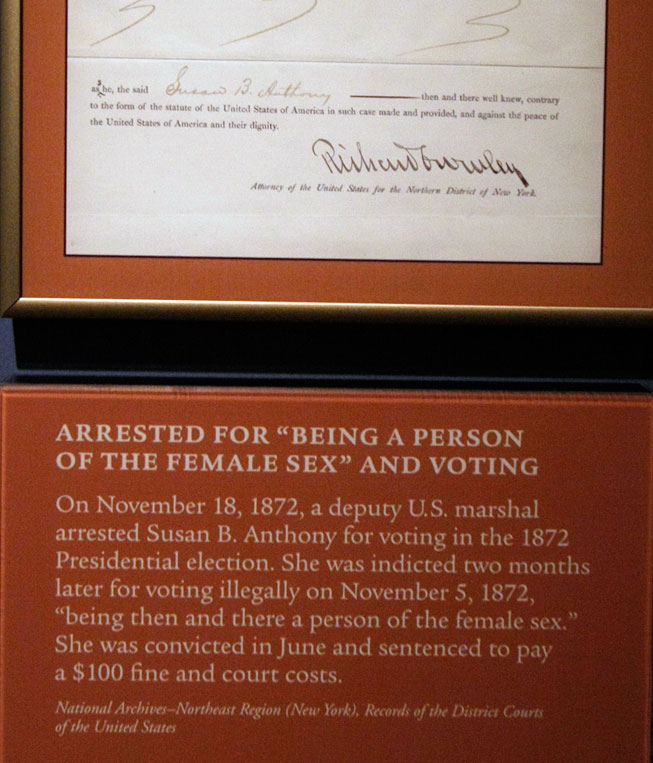 as she, the said Susan B. Anthony then and there well knew, contrary
to the form of the statute of the United States of America in such case made and provided, and against the peace of
the United States of America and their dignity.
Richard Crowley
Attorney of the United States for the Northern District of New York.
ARRESTED FOR “BEING A PERSON
OF THE FEMALE SEX” AND VOTING
On November 18, 1872, a deputy U.S. marshal
arrested Susan B. Anthony for voting in the 1872
Presidential election. She was indicted two months
later for voting illegally on November 5, 1872,
“being then and there a person of the female sex.”
She was convicted in June and sentenced to pay
a $100 fine and court costs.
National Archives–Northeast Region (New York), Records of the District Courts
of the United States